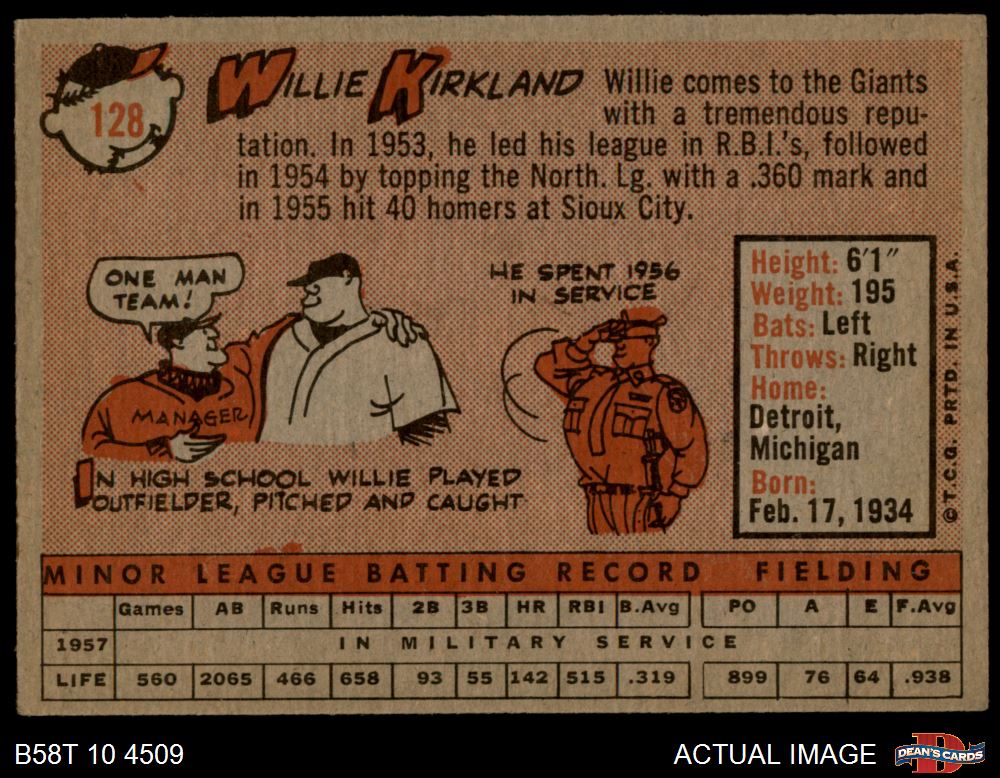 128
WILLIE KIRKLAND
Willie comes to the Giants
with a tremendous repu-
tation. In 1953, he led his league in R.B.I.'s, followed
in 1954 by topping the North. Lg. with a .360 mark and
in 1955 hit 40 homers at Sioux City.
ONE MAN
TEAM!
MANAGER
IN HIGH SCHOOL WILLIE PLAYED
OUTFIELDER, PITCHED AND CAUGHT
HE SPENT 1956
IN SERVICE
Height: 6'1"
Weight: 195
Bats: Left
Throws: Right
Home:
Detroit,
Michigan
Born:
Feb. 17, 1934
© T.C.G. PRTD. IN U.S.A.
MINOR LEAGUE BATTING RECORD FIELDING
Games AB Runs Hits 2B 3B HR RBI B.Avg PO A E F.Avg
1957 IN MILITARY SERVICE
LIFE 560 2065 466 658 93 55 142 515 .319 899 76 64 .938
B58T 10 4509
ACTUAL IMAGE
D
DEAN'S CARDS